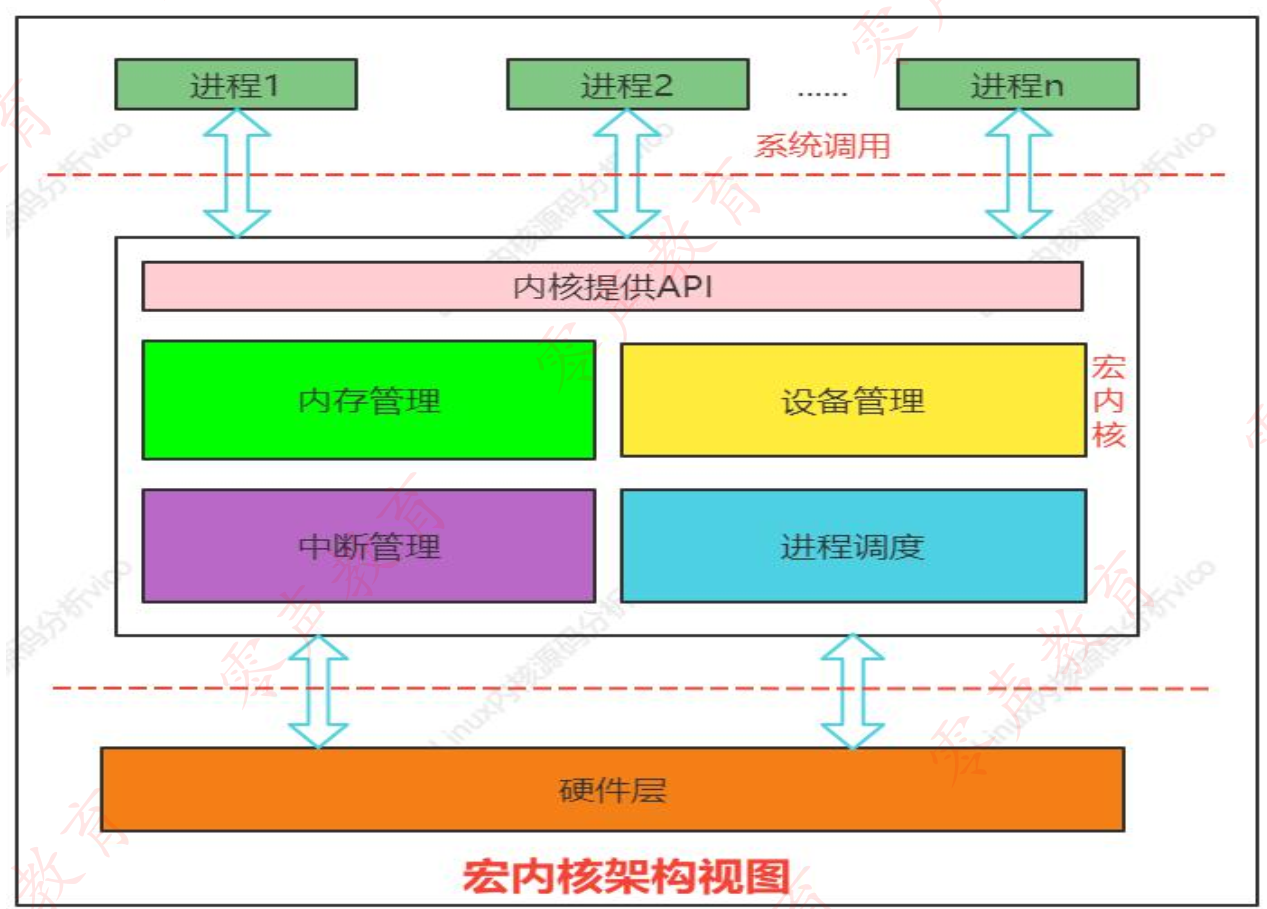 进程1
进程2
......
进程n
系统调用
内核提供API
内存管理
设备管理
宏内核
中断管理
进程调度
硬件层
宏内核架构视图
零声教育
Linux内核源码分析vico